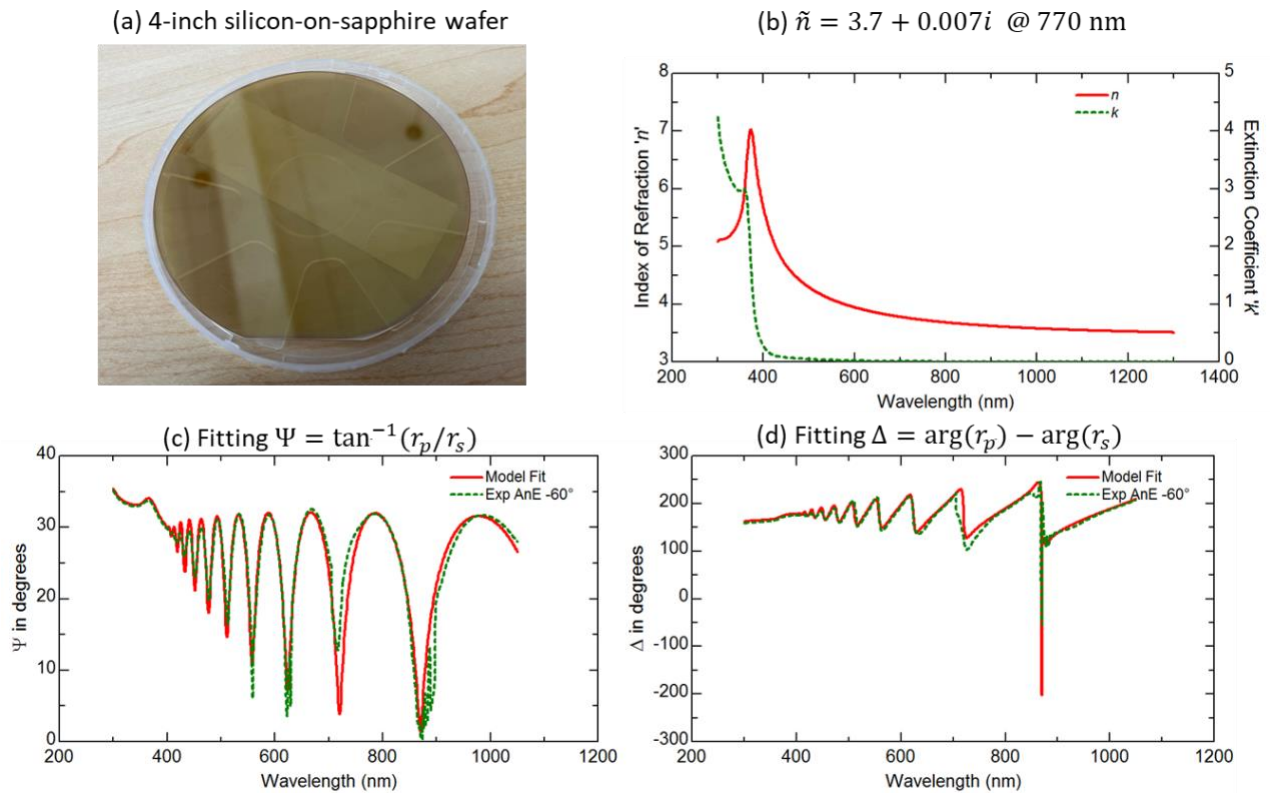 (a) 4-inch silicon-on-sapphire wafer
(b) ñ = 3.7 + 0.007i @ 770 nm
8
7
6
5
4
3
Index of Refraction 'n'
n
k
5
4
3
2
1
0
Extinction Coefficient 'k'
200 400 600 800 1000 1200 1400
Wavelength (nm)
(c) Fitting Ψ = tan⁻¹(rₚ/rₛ)
40
30
20
10
0
Ψ in degrees
Model Fit
Exp AnE -60°
200 400 600 800 1000 1200
Wavelength (nm)
(d) Fitting Δ = arg(rₚ) − arg(rₛ)
300
200
100
0
-100
-200
-300
Δ in degrees
Model Fit
Exp AnE -60°
200 400 600 800 1000 1200
Wavelength (nm)